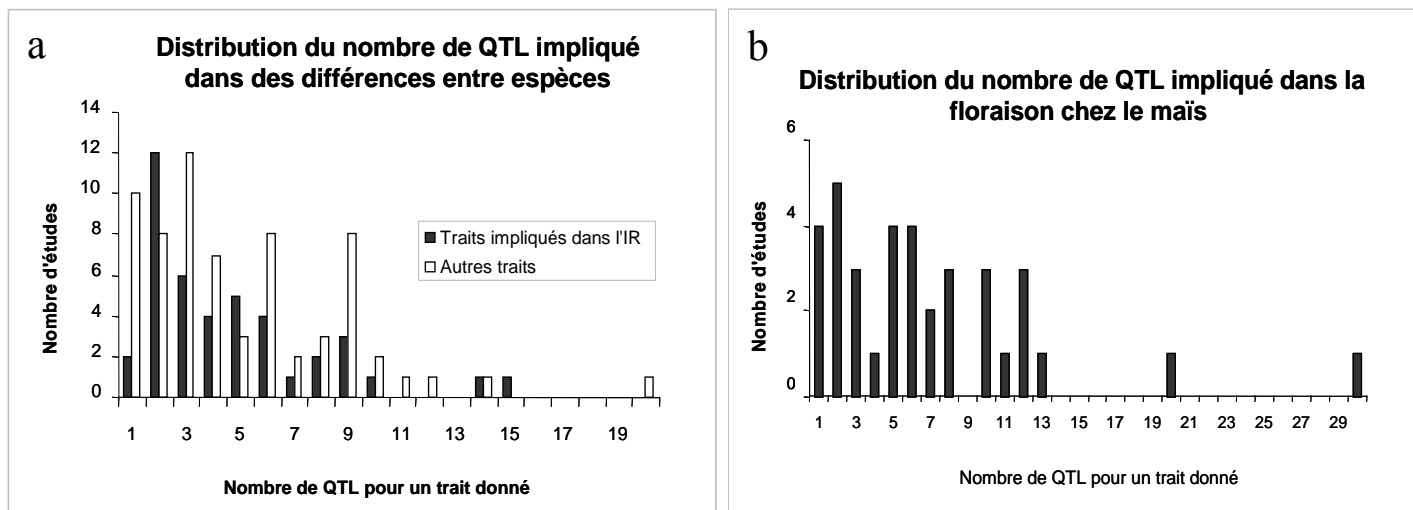 a
Distribution du nombre de QTL impliqué
dans des différences entre espèces
14
12
10
8
6
4
2
0
Nombre d'études
Traits impliqués dans l'IR
Autres traits
1 3 5 7 9 11 13 15 17 19
Nombre de QTL pour un trait donné
b
Distribution du nombre de QTL impliqué dans la
floraison chez le maïs
6
4
2
0
Nombre d'études
1 3 5 7 9 11 13 15 17 19 21 23 25 27 29
Nombre de QTL pour un trait donné